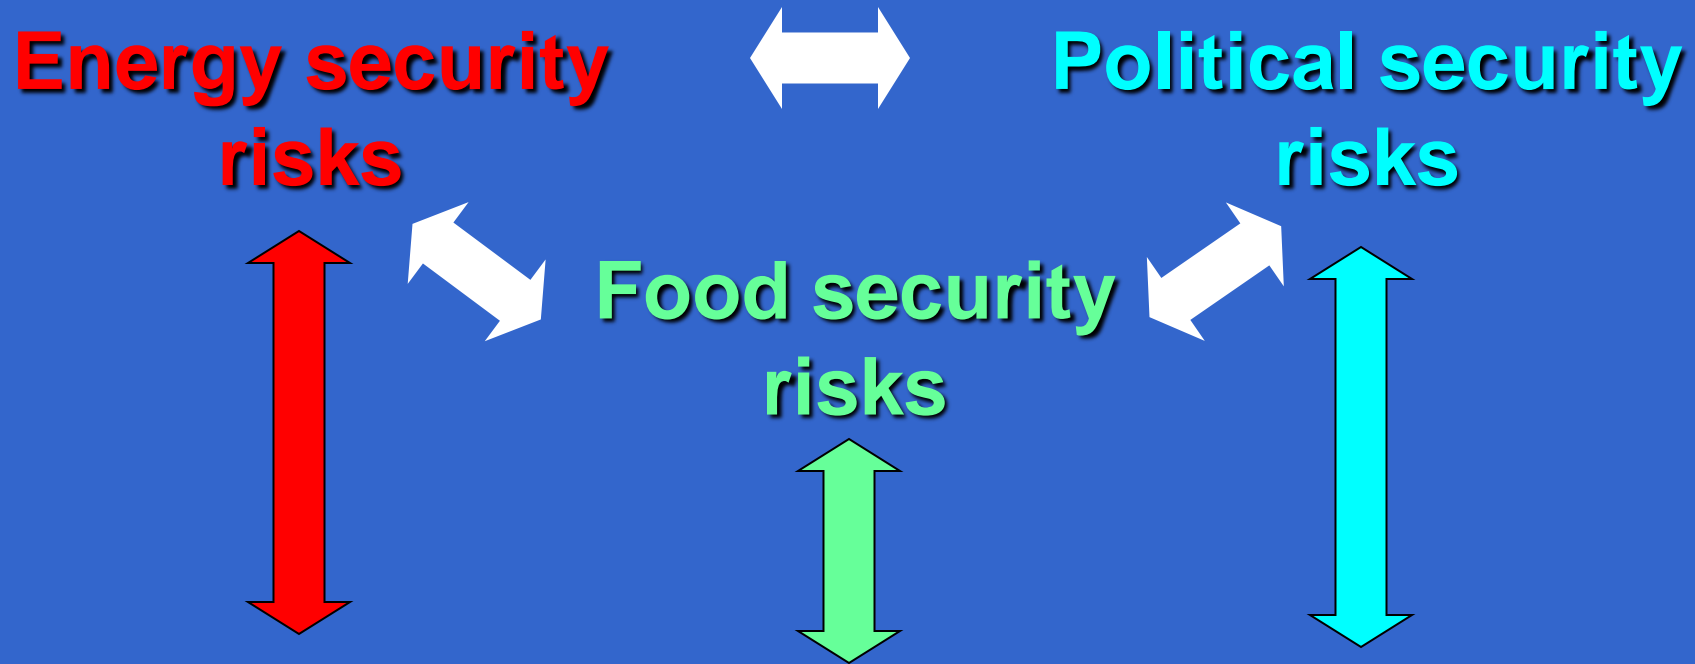 Energy security
risks
Political security
risks
Food security
risks